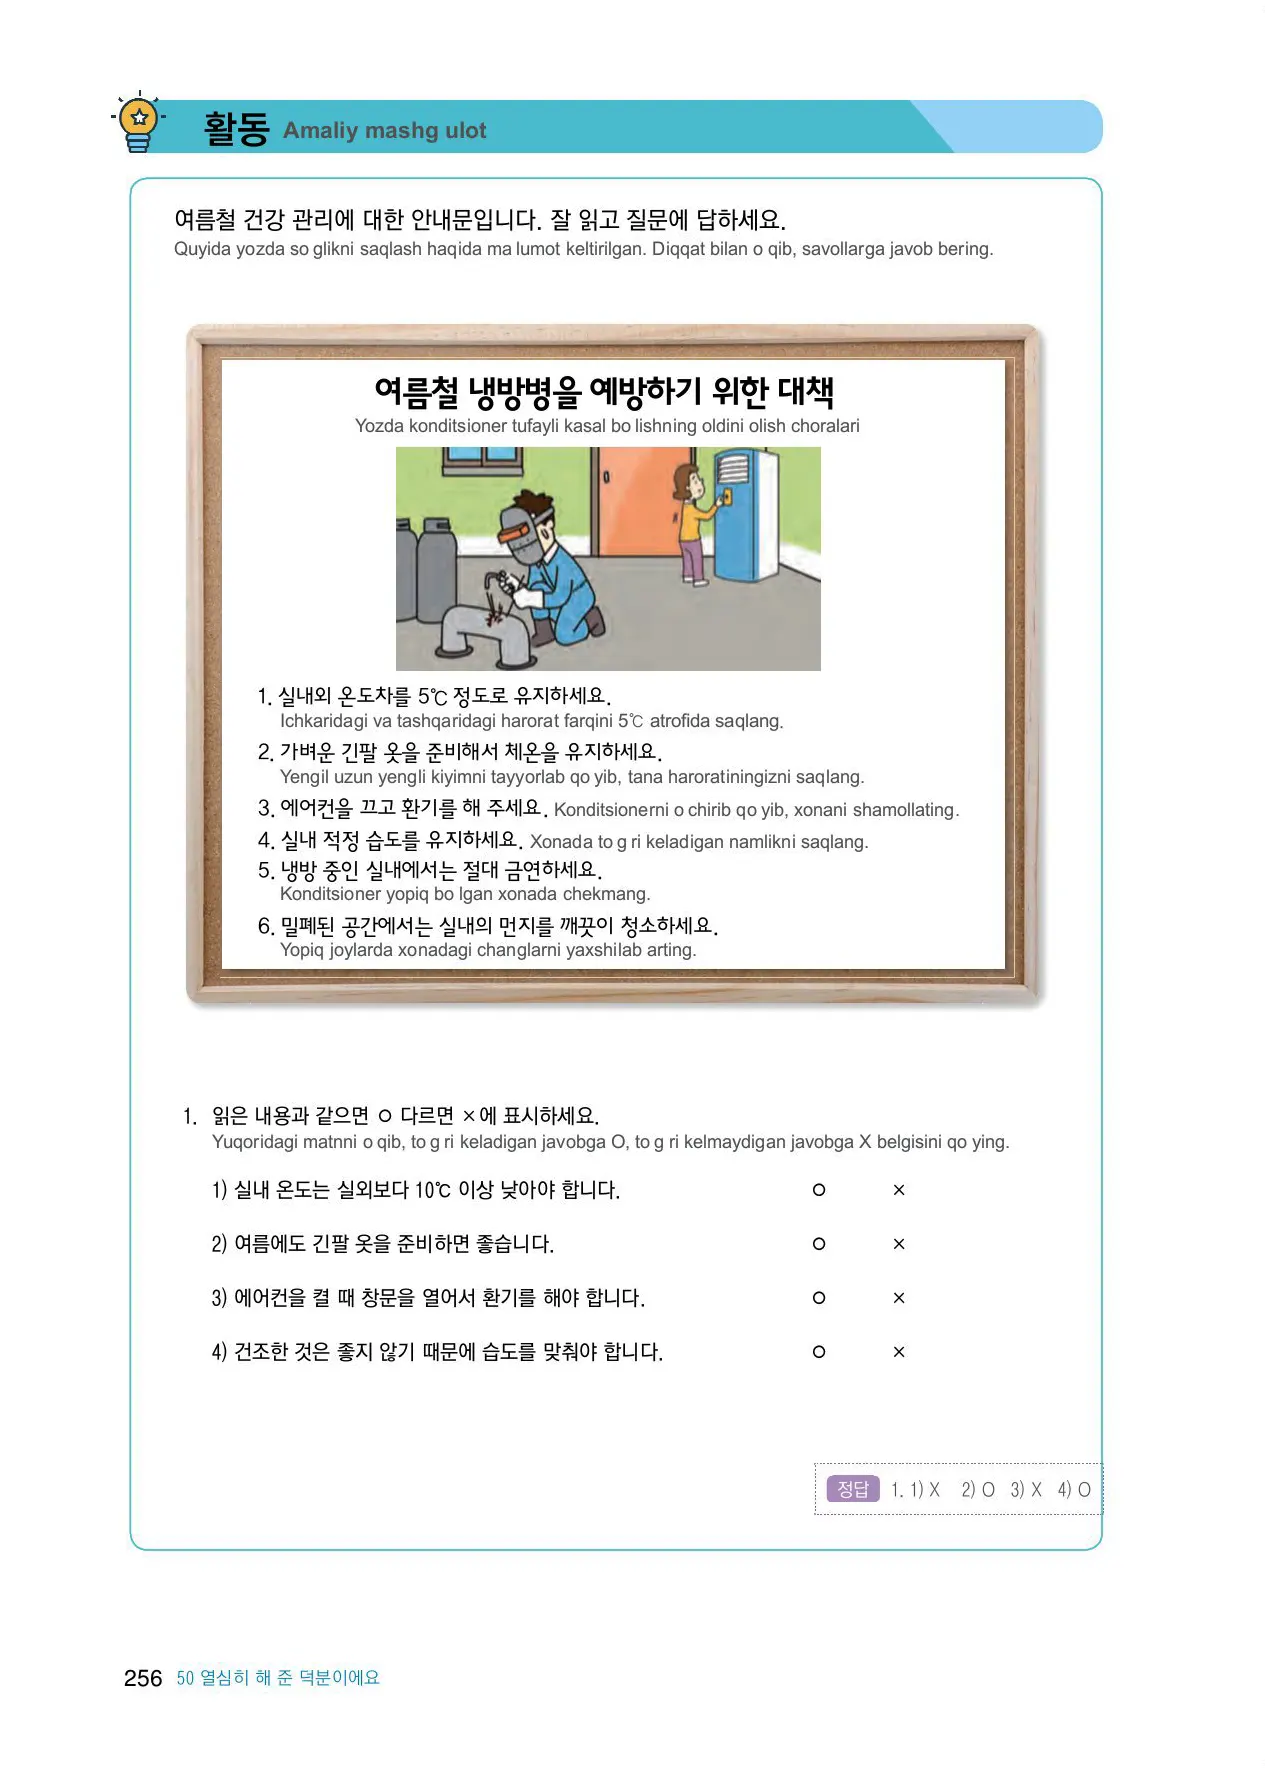 활동 Amaliy mashg ulot
여름철 건강 관리에 대한 안내문입니다. 잘 읽고 질문에 답하세요.
Quyida yozda so glikni saqlash haqida ma lumot keltirilgan. Diqqat bilan o qib, savollarga javob bering.
여름철 냉방병을 예방하기 위한 대책
Yozda konditsioner tufayli kasal bo lishning oldini olish choralari
1. 실내외 온도차를 5℃ 정도로 유지하세요.
Ichkaridagi va tashqaridagi harorat farqini 5℃ atrofida saqlang.
2. 가벼운 긴팔 옷을 준비해서 체온을 유지하세요.
Yengil uzun yengli kiyimni tayyorlab qo yib, tana haroratiningizni saqlang.
3. 에어컨을 끄고 환기를 해 주세요. Konditsionerni o chirib qo yib, xonani shamollating.
4. 실내 적정 습도를 유지하세요. Xonada to g ri keladigan namlikni saqlang.
5. 냉방 중인 실내에서는 절대 금연하세요.
Konditsioner yopiq bo lgan xonada chekmang.
6. 밀폐된 공간에서는 실내의 먼지를 깨끗이 청소하세요.
Yopiq joylarda xonadagi changlarni yaxshilab arting.
1. 읽은 내용과 같으면 ㅇ 다르면 ×에 표시하세요.
Yuqoridagi matnni o qib, to g ri keladigan javobga O, to g ri kelmaydigan javobga X belgisini qo ying.
1) 실내 온도는 실외보다 10℃ 이상 낮아야 합니다. ㅇ ×
2) 여름에도 긴팔 옷을 준비하면 좋습니다. ㅇ ×
3) 에어컨을 켤 때 창문을 열어서 환기를 해야 합니다. ㅇ ×
4) 건조한 것은 좋지 않기 때문에 습도를 맞춰야 합니다. ㅇ ×
정답 1. 1) X 2) O 3) X 4) O
256 50 열심히 해 준 덕분이에요